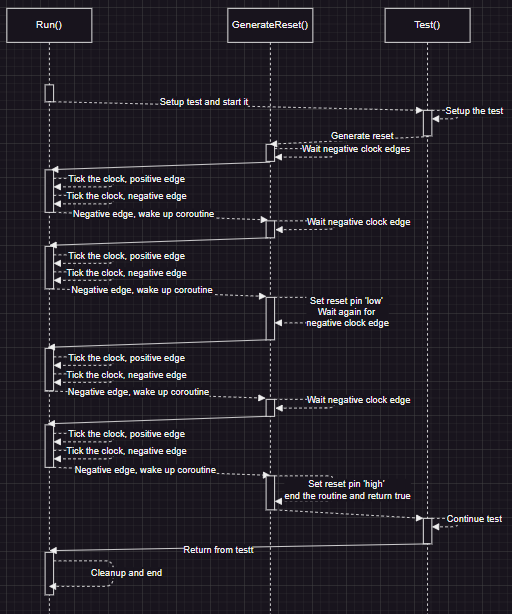 Run()
GenerateReset()
Test()
Setup test and start it
Setup the test
Generate reset
Wait negative clock edges
Tick the clock, positive edge
Tick the clock, negative edge
Negative edge, wake up coroutine
Wait negative clock edge
Tick the clock, positive edge
Tick the clock, negative edge
Negative edge, wake up coroutine
Set reset pin 'low'
Wait again for
negative clock edge
Tick the clock, positive edge
Tick the clock, negative edge
Negative edge, wake up coroutine
Wait negative clock edge
Tick the clock, positive edge
Tick the clock, negative edge
Negative edge, wake up coroutine
Set reset pin 'high'
end the routine and return true
Continue test
Return from testt
Cleanup and end